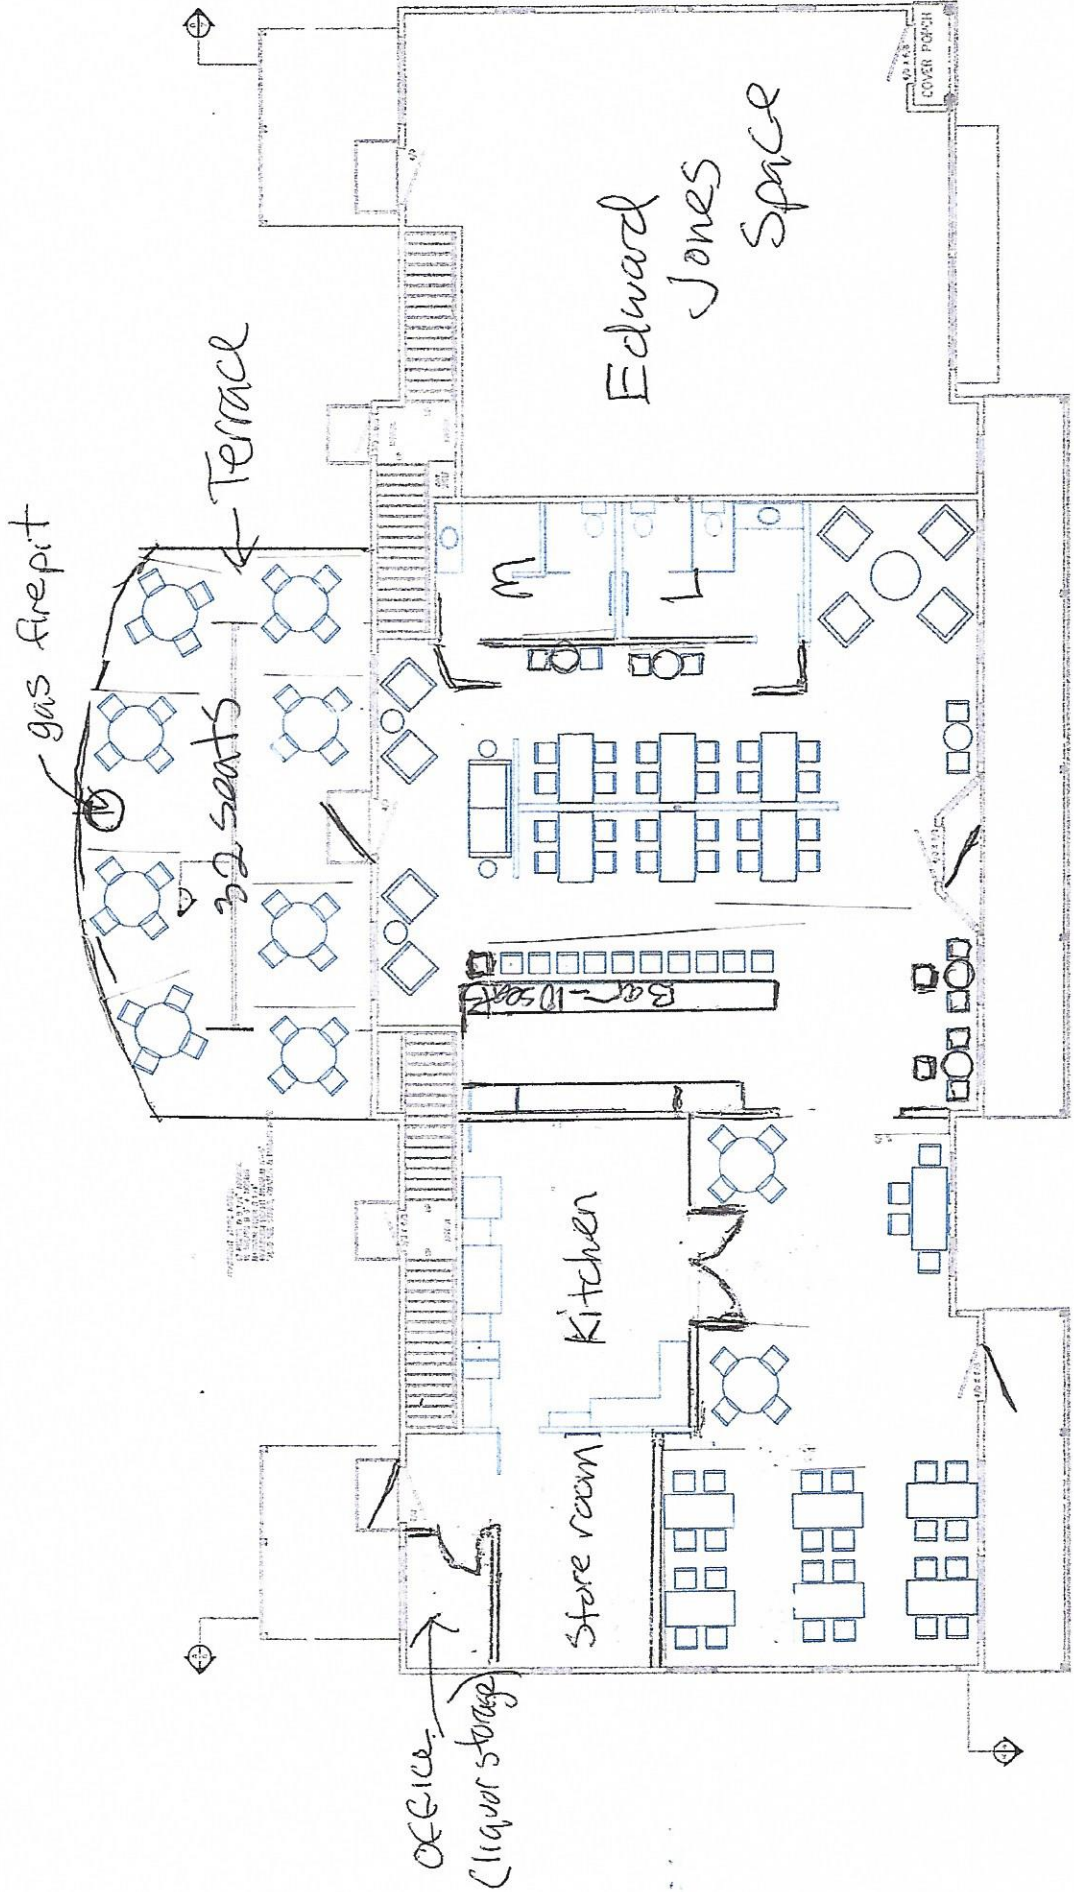 gas firepit
← Terrace
32 seats
Edward
Jones
Space
COVER PORCH
M
L
Bar - 10 seats
Kitchen
Store room
OFFICE
(liquor storage)